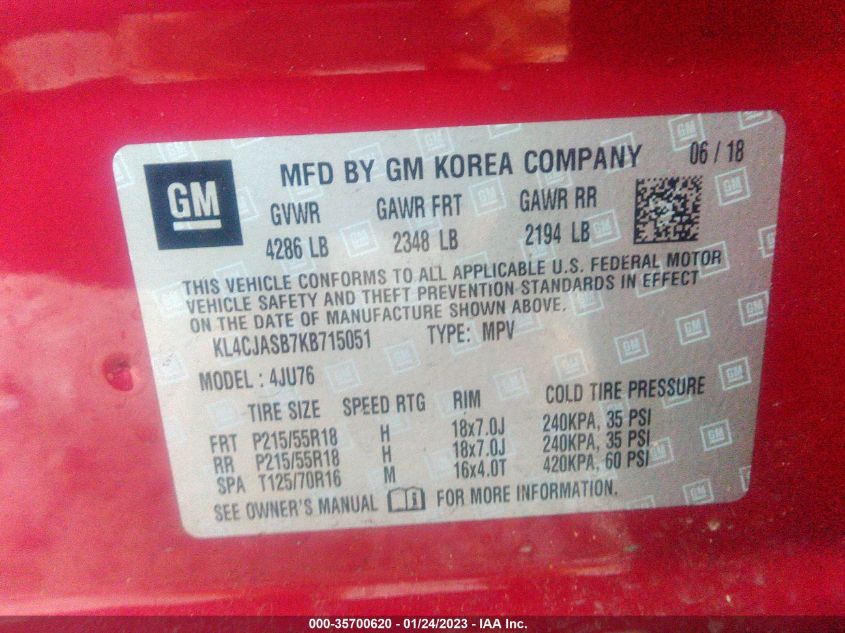 GM MFD BY GM KOREA COMPANY 06 / 18
GVWR GAWR FRT GAWR RR
4286 LB 2348 LB 2194 LB
THIS VEHICLE CONFORMS TO ALL APPLICABLE U.S. FEDERAL MOTOR
VEHICLE SAFETY AND THEFT PREVENTION STANDARDS IN EFFECT
ON THE DATE OF MANUFACTURE SHOWN ABOVE.
KL4CJASB7KB715051 TYPE: MPV
MODEL : 4JU76
TIRE SIZE SPEED RTG RIM COLD TIRE PRESSURE
FRT P215/55R18 H 18x7.0J 240KPA, 35 PSI
RR P215/55R18 H 18x7.0J 240KPA, 35 PSI
SPA T125/70R16 M 16x4.0T 420KPA, 60 PSI
SEE OWNER'S MANUAL FOR MORE INFORMATION.
000-35700620 - 01/24/2023 - IAA Inc.